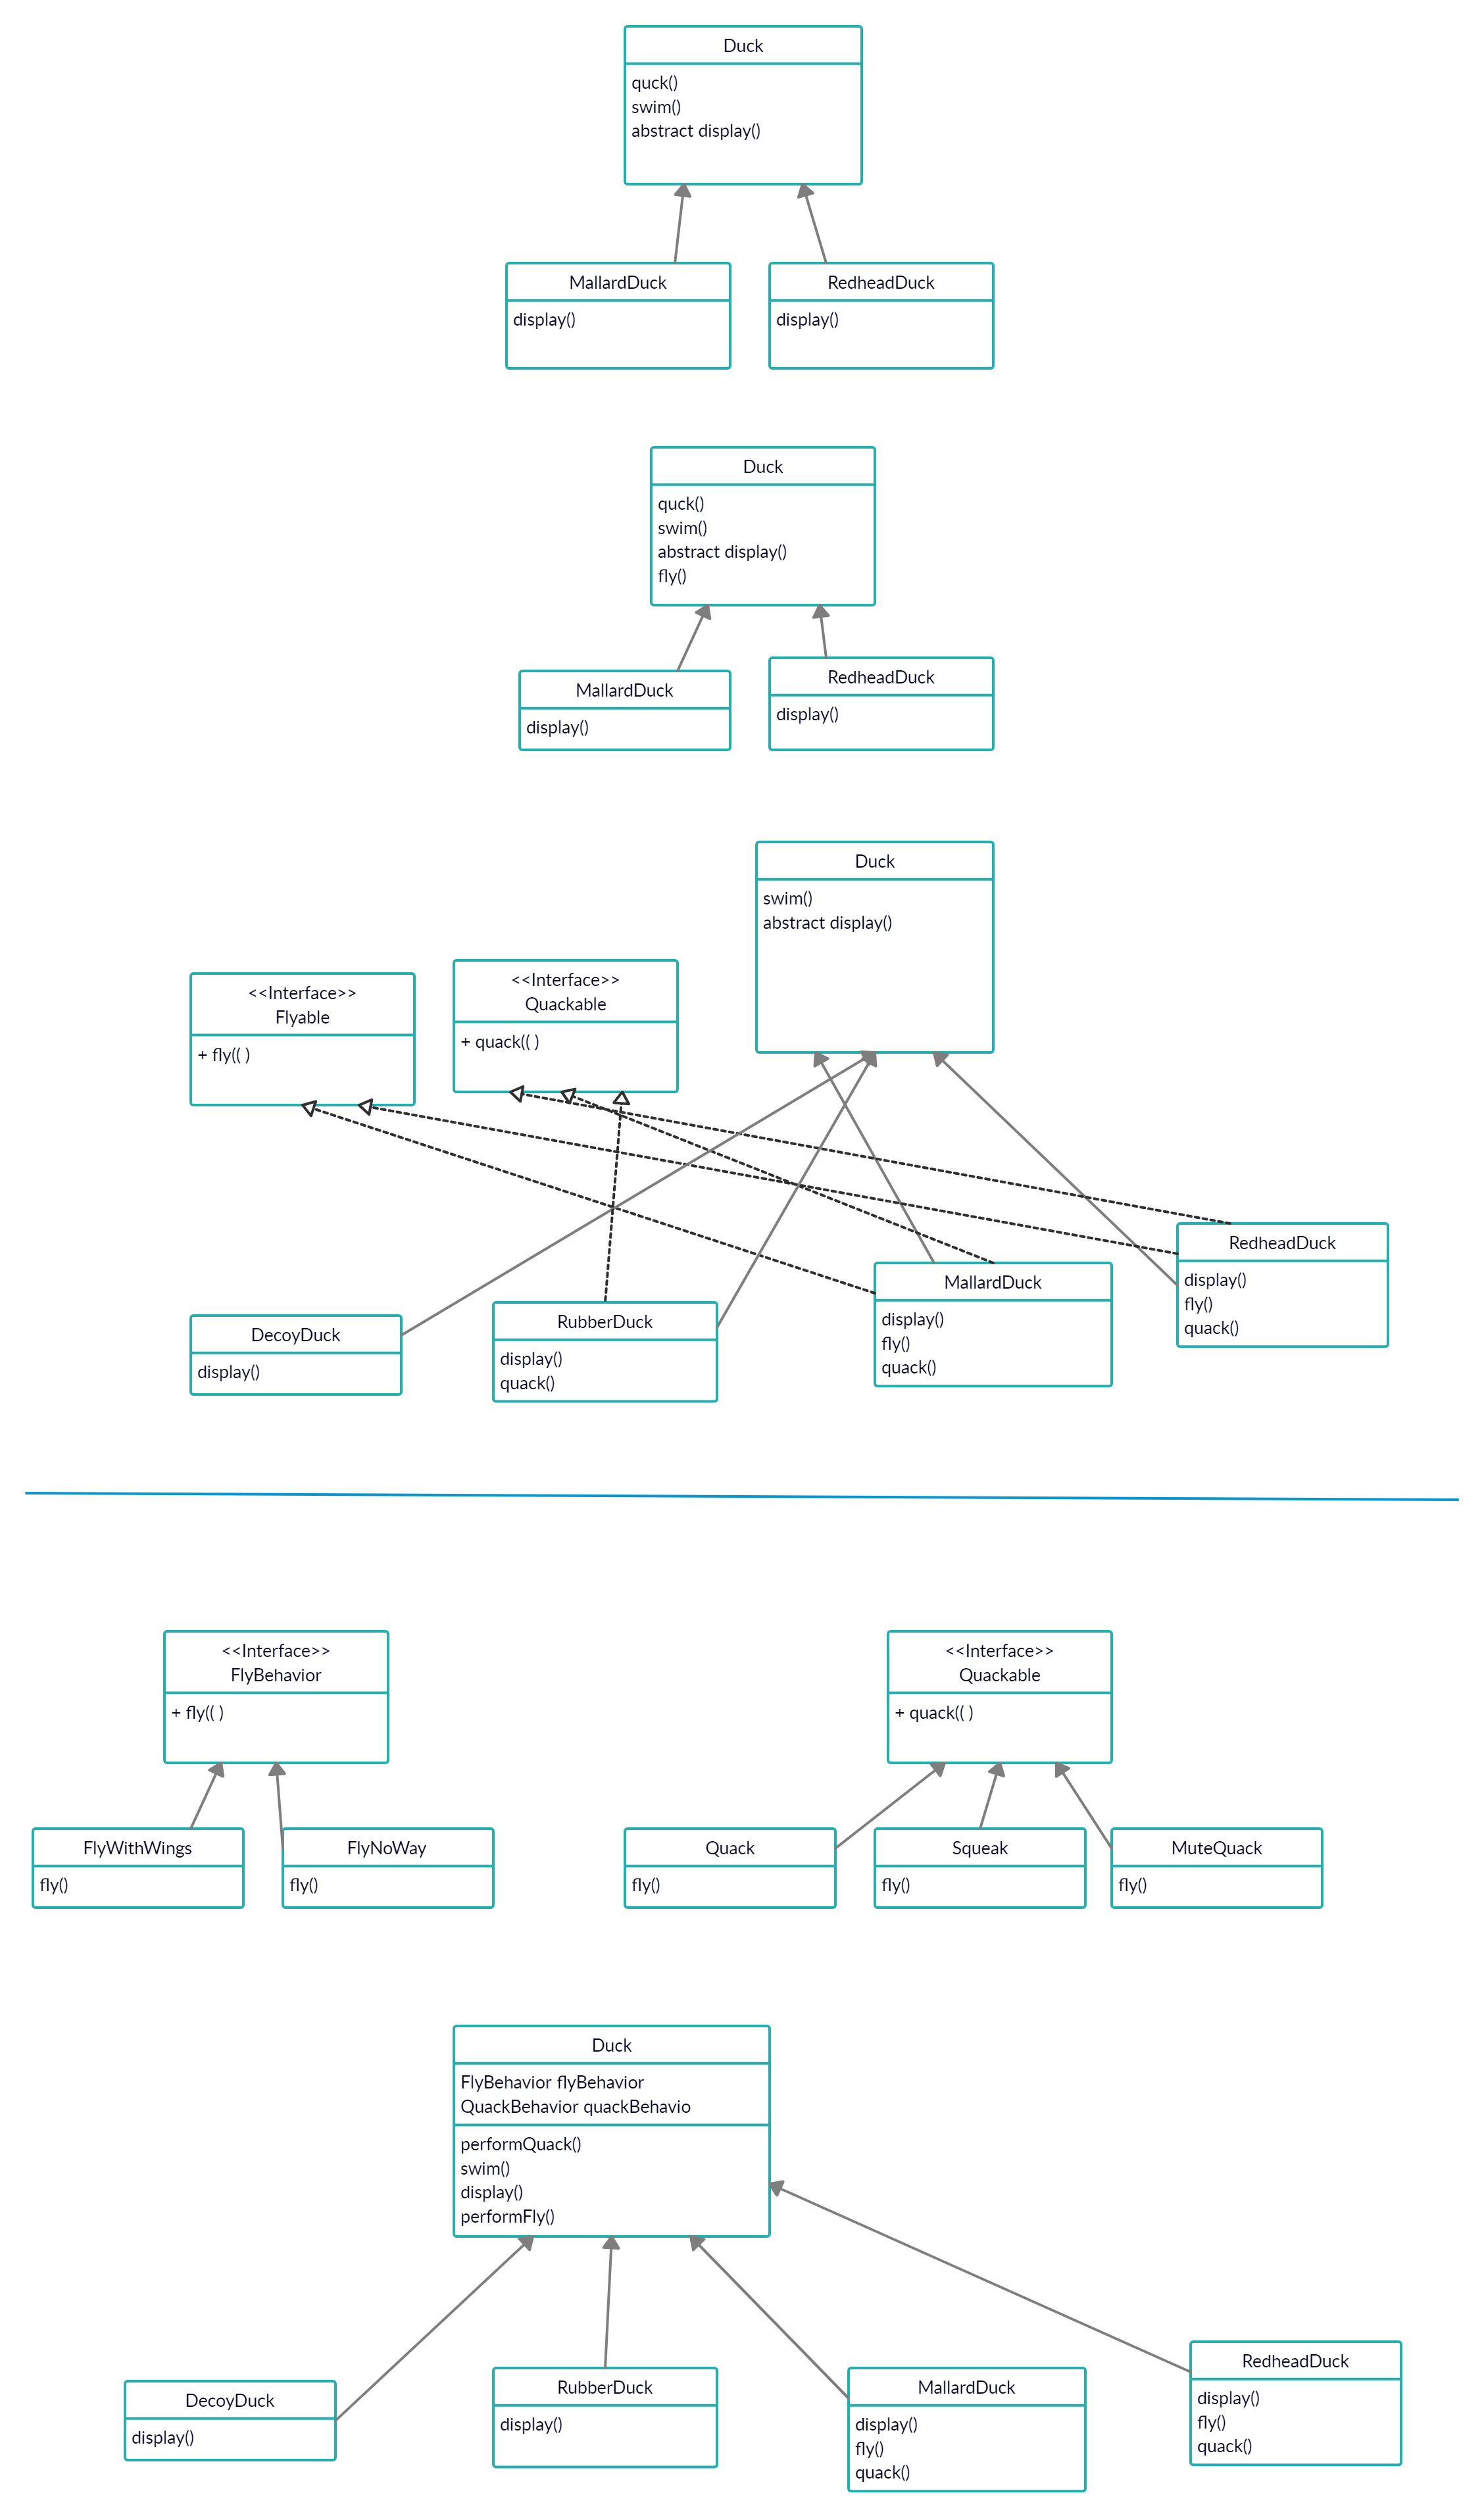 Duck
quck()
swim()
abstract display()
MallardDuck
display()
RedheadDuck
display()
Duck
quck()
swim()
abstract display()
fly()
MallardDuck
display()
RedheadDuck
display()
Duck
swim()
abstract display()
<<Interface>>
Flyable
+ fly(( )
<<Interface>>
Quackable
+ quack(( )
DecoyDuck
display()
RubberDuck
display()
quack()
MallardDuck
display()
fly()
quack()
RedheadDuck
display()
fly()
quack()
<<Interface>>
FlyBehavior
+ fly(( )
<<Interface>>
Quackable
+ quack(( )
FlyWithWings
fly()
FlyNoWay
fly()
Quack
fly()
Squeak
fly()
MuteQuack
fly()
Duck
FlyBehavior flyBehavior
QuackBehavior quackBehavio
performQuack()
swim()
display()
performFly()
DecoyDuck
display()
RubberDuck
display()
MallardDuck
display()
fly()
quack()
RedheadDuck
display()
fly()
quack()